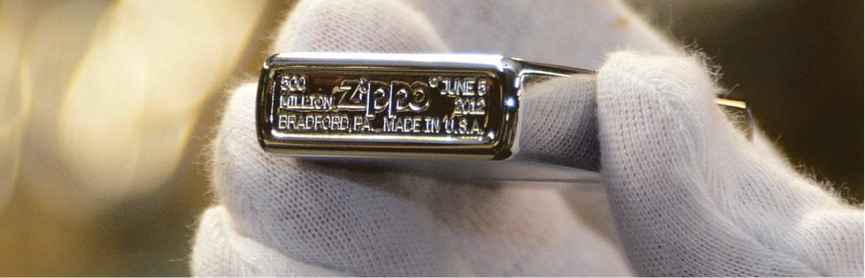 500 Zippo ® JUNE 5
MILLION 2012
BRADFORD, PA. MADE IN U.S.A.